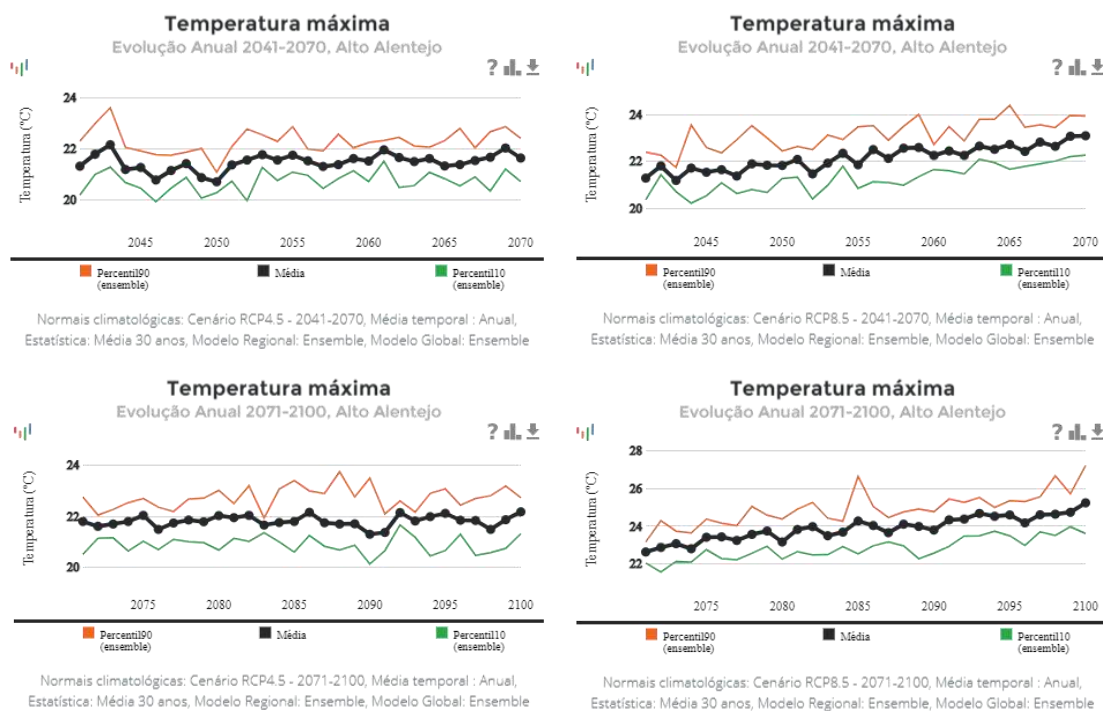 Temperatura máxima
Evolução Anual 2041-2070, Alto Alentejo
?
Temperatura (°C)
24
22
20
2045
2050
2055
2060
2065
2070
Percentil90
(ensemble)
Média
Percentil10
(ensemble)
Normais climatológicas: Cenário RCP4.5 - 2041-2070, Média temporal : Anual,
Estatística: Média 30 anos, Modelo Regional: Ensemble, Modelo Global: Ensemble
Temperatura máxima
Evolução Anual 2041-2070, Alto Alentejo
?
Temperatura (°C)
24
22
20
2045
2050
2055
2060
2065
2070
Percentil90
(ensemble)
Média
Percentil10
(ensemble)
Normais climatológicas: Cenário RCP8.5 - 2041-2070, Média temporal : Anual,
Estatística: Média 30 anos, Modelo Regional: Ensemble, Modelo Global: Ensemble
Temperatura máxima
Evolução Anual 2071-2100, Alto Alentejo
?
Temperatura (°C)
24
22
20
2075
2080
2085
2090
2095
2100
Percentil90
(ensemble)
Média
Percentil10
(ensemble)
Normais climatológicas: Cenário RCP4.5 - 2071-2100, Média temporal : Anual,
Estatística: Média 30 anos, Modelo Regional: Ensemble, Modelo Global: Ensemble
Temperatura máxima
Evolução Anual 2071-2100, Alto Alentejo
?
Temperatura (°C)
28
26
24
22
2075
2080
2085
2090
2095
2100
Percentil90
(ensemble)
Média
Percentil10
(ensemble)
Normais climatológicas: Cenário RCP8.5 - 2071-2100, Média temporal : Anual,
Estatística: Média 30 anos, Modelo Regional: Ensemble, Modelo Global: Ensemble